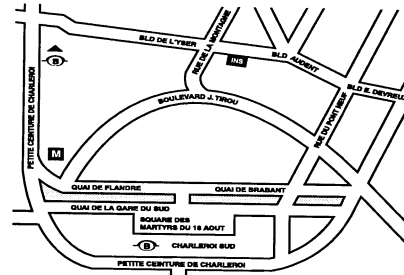 BLD DE L'YSER
RUE DE LA MONTAGNE
INS
BLD AUDENT
BLD E. DEVREUX
B
PETITE CEINTURE DE CHARLEROI
BOULEVARD J. TIROU
RUE DU PONT NEUF
M
QUAI DE FLANDRE
QUAI DE BRABANT
QUAI DE LA GARE DU SUD
SQUARE DES
MARTYRS DU 18 AOUT
B CHARLEROI SUD
PETITE CEINTURE DE CHARLEROI